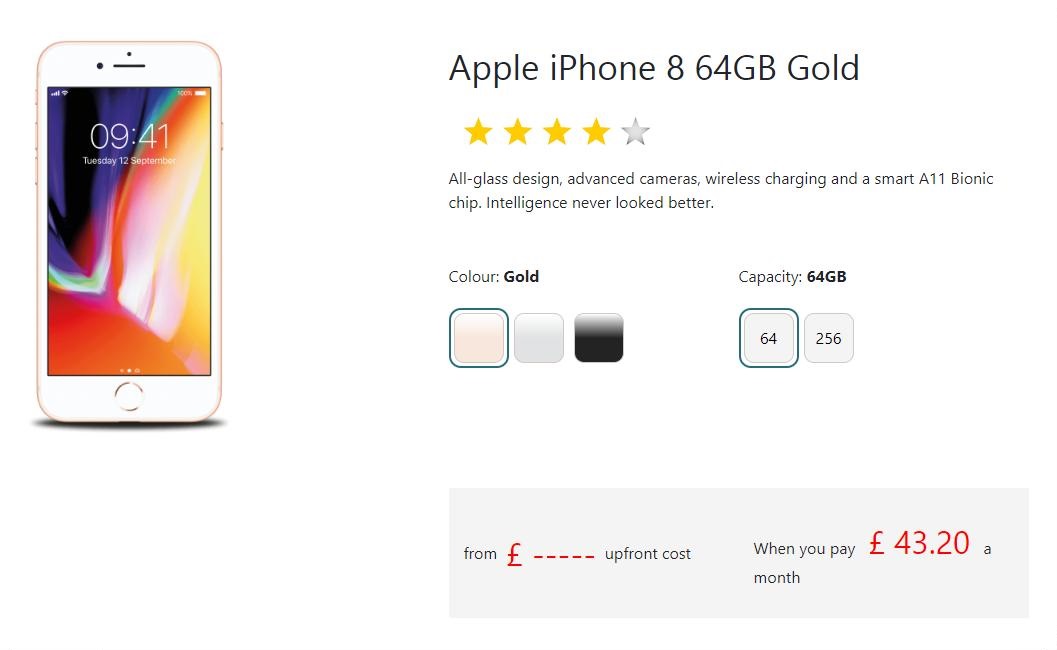 100%
09:41
Tuesday 12 September
Apple iPhone 8 64GB Gold
All-glass design, advanced cameras, wireless charging and a smart A11 Bionic
chip. Intelligence never looked better.
Colour: Gold
Capacity: 64GB
64
256
from £ ----- upfront cost
When you pay £ 43.20 a
month